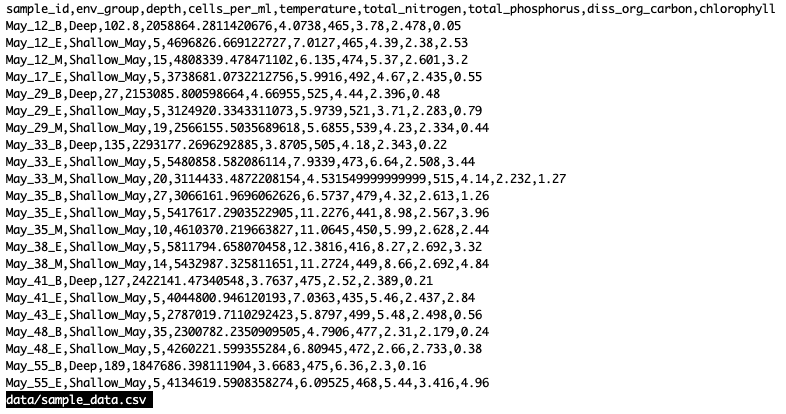 sample_id,env_group,depth,cells_per_ml,temperature,total_nitrogen,total_phosphorus,diss_org_carbon,chlorophyll
May_12_B,Deep,102.8,2058864.2811420676,4.0738,465,3.78,2.478,0.05
May_12_E,Shallow_May,5,4696826.669122727,7.0127,465,4.39,2.38,2.53
May_12_M,Shallow_May,15,4808339.478471102,6.135,474,5.37,2.601,3.2
May_17_E,Shallow_May,5,3738681.0732212756,5.9916,492,4.67,2.435,0.55
May_29_B,Deep,27,2153085.800598664,4.66955,525,4.44,2.396,0.48
May_29_E,Shallow_May,5,3124920.3343311073,5.9739,521,3.71,2.283,0.79
May_29_M,Shallow_May,19,2566155.5035689618,5.6855,539,4.23,2.334,0.44
May_33_B,Deep,135,2293177.2696292885,3.8705,505,4.18,2.343,0.22
May_33_E,Shallow_May,5,5480858.582086114,7.9339,473,6.64,2.508,3.44
May_33_M,Shallow_May,20,3114433.4872208154,4.531549999999999,515,4.14,2.232,1.27
May_35_B,Shallow_May,27,3066161.9696062626,6.5737,479,4.32,2.613,1.26
May_35_E,Shallow_May,5,5417617.2903522905,11.2276,441,8.98,2.567,3.96
May_35_M,Shallow_May,10,4610370.219663827,11.0645,450,5.99,2.628,2.44
May_38_E,Shallow_May,5,5811794.658070458,12.3816,416,8.27,2.692,3.32
May_38_M,Shallow_May,14,5432987.325811651,11.2724,449,8.66,2.692,4.84
May_41_B,Deep,127,2422141.47340548,3.7637,475,2.52,2.389,0.21
May_41_E,Shallow_May,5,4044800.946120193,7.0363,435,5.46,2.437,2.84
May_43_E,Shallow_May,5,2787019.7110292423,5.8797,499,5.48,2.498,0.56
May_48_B,Shallow_May,35,2300782.2350909505,4.7906,477,2.31,2.179,0.24
May_48_E,Shallow_May,5,4260221.599355284,6.80945,472,2.66,2.733,0.38
May_55_B,Deep,189,1847686.398111904,3.6683,475,6.36,2.3,0.16
May_55_E,Shallow_May,5,4134619.5908358274,6.09525,468,5.44,3.416,4.96
data/sample_data.csv